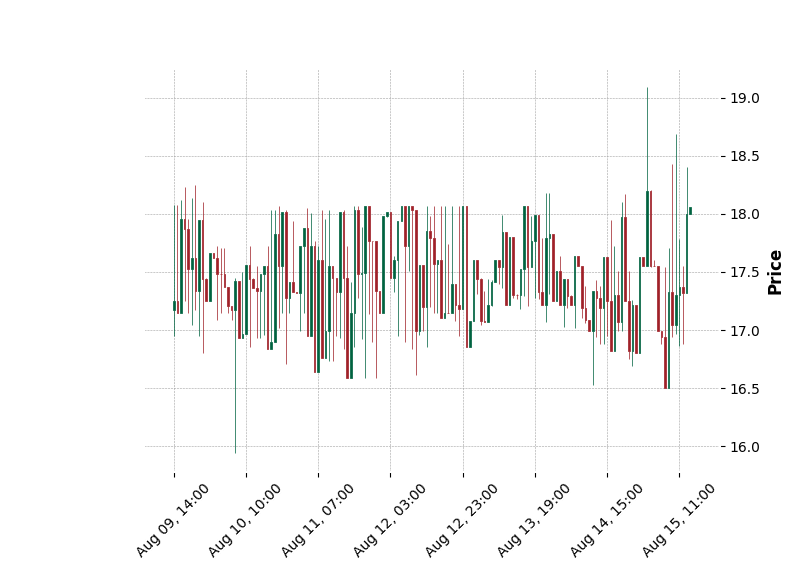 19.0
18.5
18.0
17.5
17.0
16.5
16.0
Price
Aug 09, 14:00
Aug 10, 10:00
Aug 11, 07:00
Aug 12, 03:00
Aug 12, 23:00
Aug 13, 19:00
Aug 14, 15:00
Aug 15, 11:00